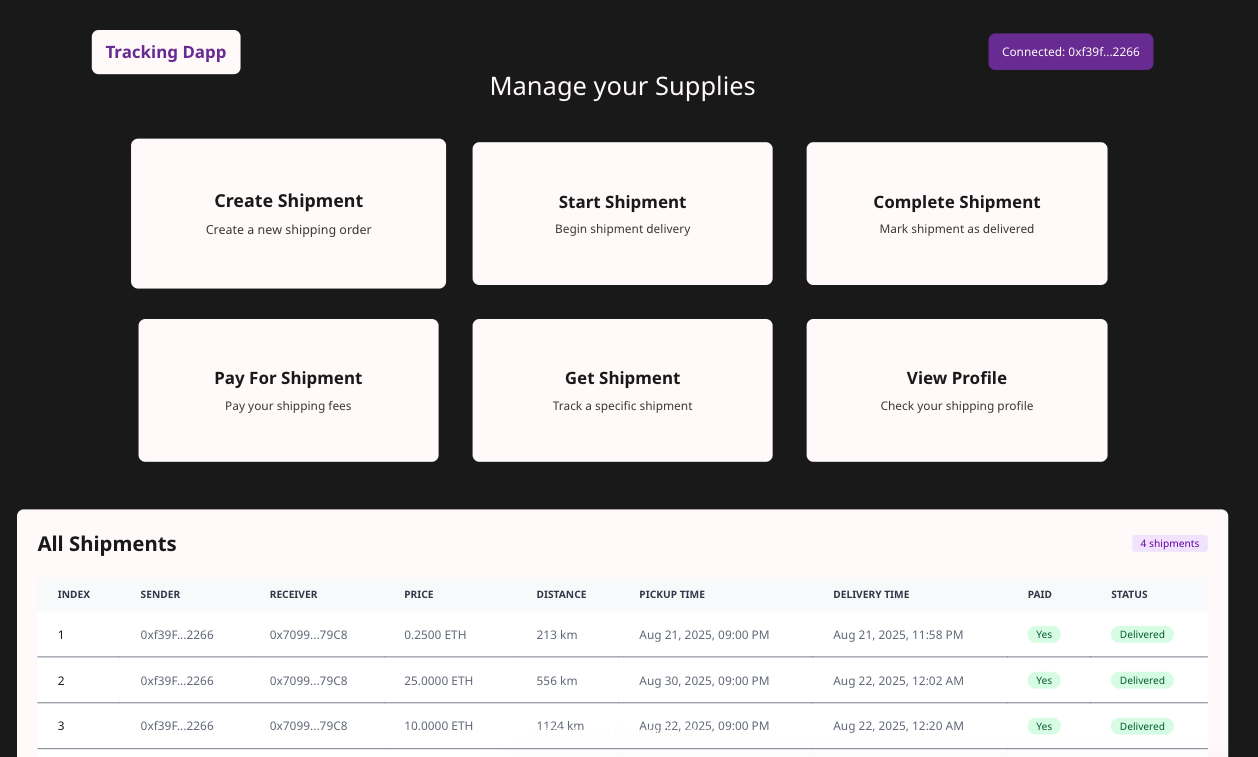 Tracking Dapp
Connected: 0xf39f...2266
Manage your Supplies
Create Shipment
Create a new shipping order
Start Shipment
Begin shipment delivery
Complete Shipment
Mark shipment as delivered
Pay For Shipment
Pay your shipping fees
Get Shipment
Track a specific shipment
View Profile
Check your shipping profile
All Shipments
4 shipments
INDEX SENDER RECEIVER PRICE DISTANCE PICKUP TIME DELIVERY TIME PAID STATUS
1 0xf39F...2266 0x7099...79C8 0.2500 ETH 213 km Aug 21, 2025, 09:00 PM Aug 21, 2025, 11:58 PM Yes Delivered
2 0xf39F...2266 0x7099...79C8 25.0000 ETH 556 km Aug 30, 2025, 09:00 PM Aug 22, 2025, 12:02 AM Yes Delivered
3 0xf39F...2266 0x7099...79C8 10.0000 ETH 1124 km Aug 22, 2025, 09:00 PM Aug 22, 2025, 12:20 AM Yes Delivered